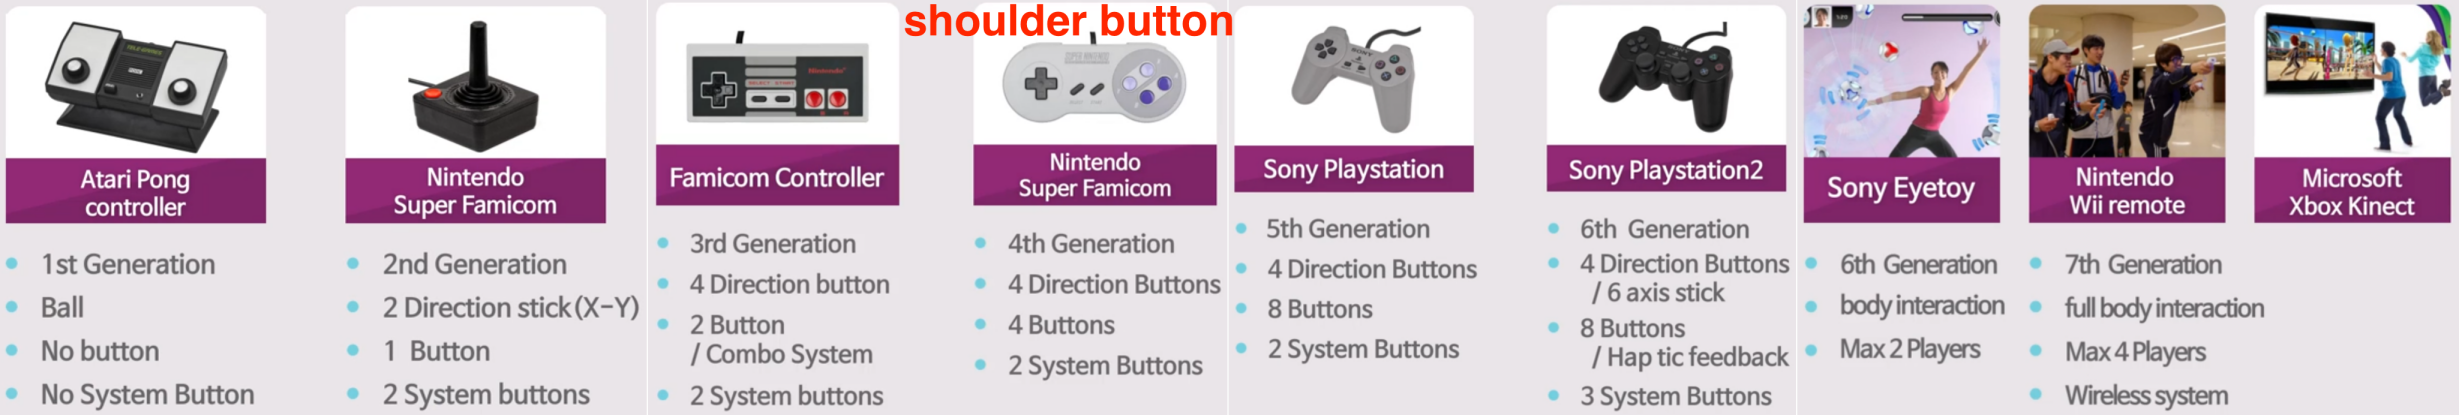 shoulder button
Atari Pong
controller
1st Generation
Ball
No button
No System Button
Nintendo
Super Famicom
2nd Generation
2 Direction stick(X-Y)
1 Button
2 System buttons
SELECT START
Nintendo
Famicom Controller
3rd Generation
4 Direction button
2 Button
/ Combo System
2 System buttons
Nintendo
Super Famicom
4th Generation
4 Direction Buttons
4 Buttons
2 System Buttons
SONY
Sony Playstation
5th Generation
4 Direction Buttons
8 Buttons
2 System Buttons
Sony Playstation2
6th Generation
4 Direction Buttons
/ 6 axis stick
8 Buttons
/ Hap tic feedback
3 System Buttons
Sony Eyetoy
6th Generation
body interaction
Max 2 Players
Nintendo
Wii remote
7th Generation
full body interaction
Max 4 Players
Wireless system
Microsoft
Xbox Kinect